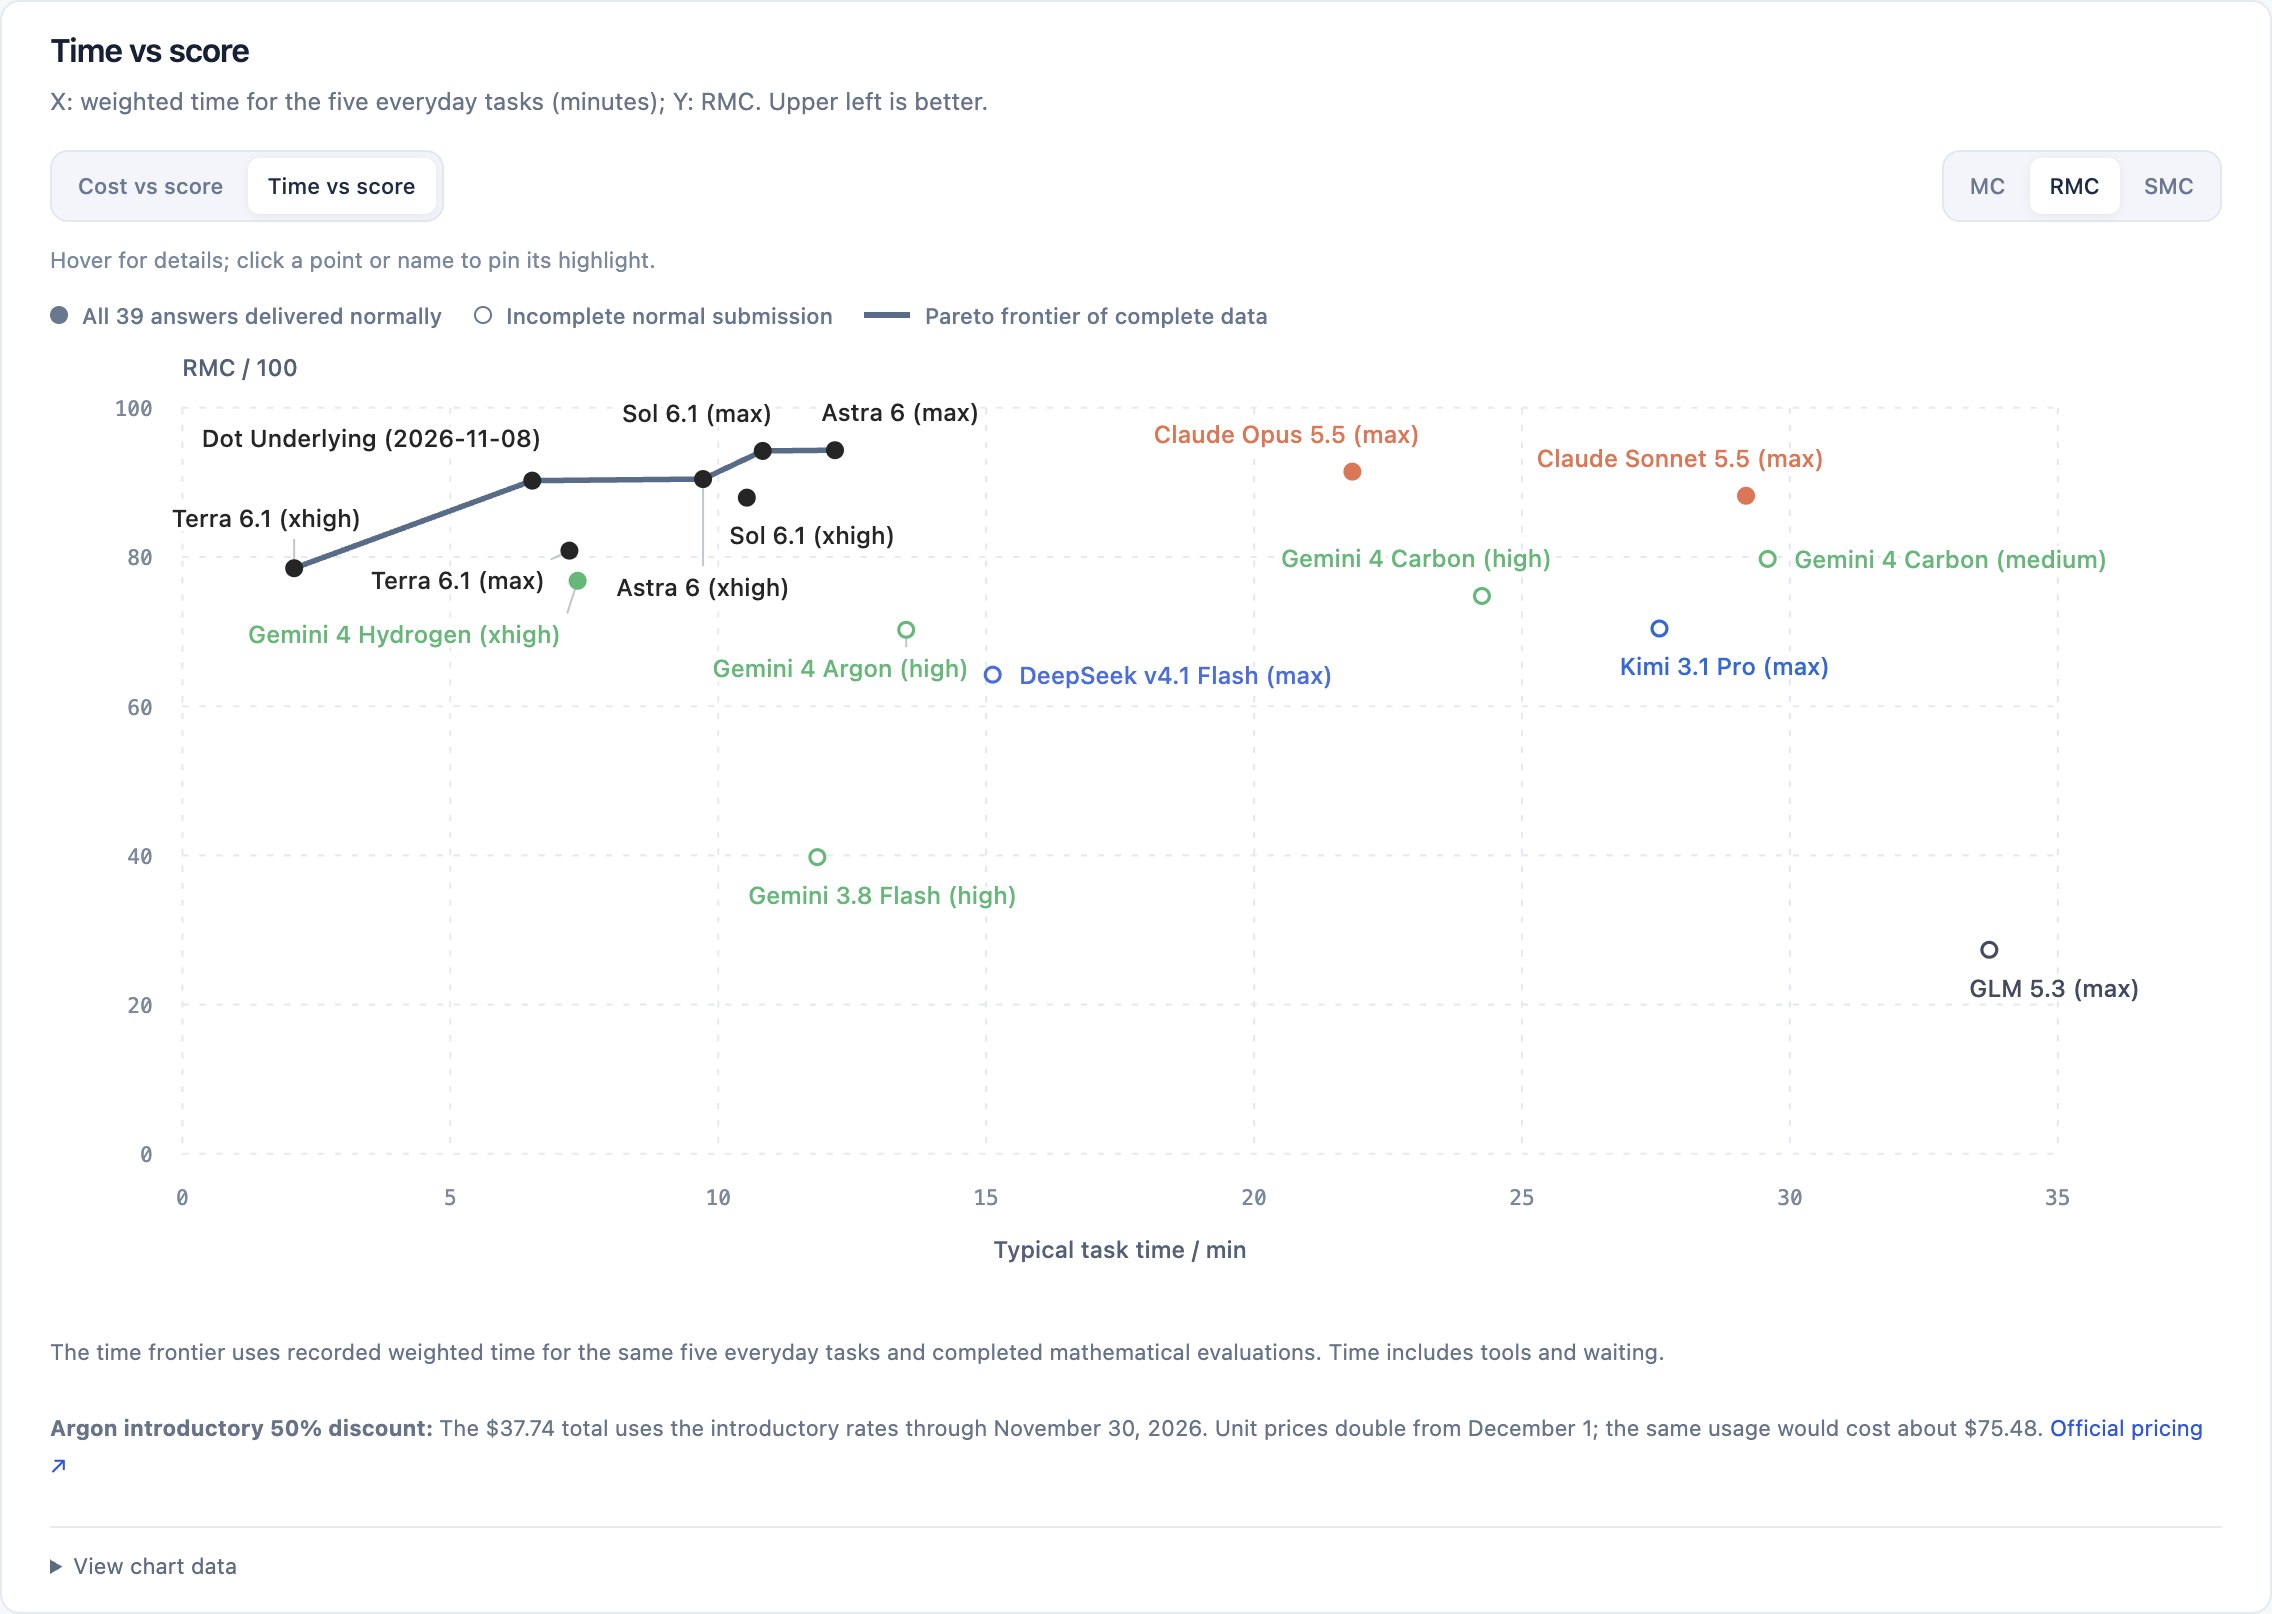 Time vs score
X: weighted time for the five everyday tasks (minutes); Y: RMC. Upper left is better.
Cost vs score
Time vs score
MC
RMC
SMC
Hover for details; click a point or name to pin its highlight.
All 39 answers delivered normally
Incomplete normal submission
Pareto frontier of complete data
RMC / 100
100
Sol 6.1 (max)
Astra 6 (max)
Dot Underlying (2026-11-08)
Claude Opus 5.5 (max)
Claude Sonnet 5.5 (max)
Terra 6.1 (xhigh)
Sol 6.1 (xhigh)
80
Gemini 4 Carbon (high)
Gemini 4 Carbon (medium)
Terra 6.1 (max)
Astra 6 (xhigh)
Gemini 4 Hydrogen (xhigh)
Gemini 4 Argon (high)
DeepSeek v4.1 Flash (max)
Kimi 3.1 Pro (max)
60
40
Gemini 3.8 Flash (high)
GLM 5.3 (max)
20
0
0
5
10
15
20
25
30
35
Typical task time / min
The time frontier uses recorded weighted time for the same five everyday tasks and completed mathematical evaluations. Time includes tools and waiting.
Argon introductory 50% discount: The $37.74 total uses the introductory rates through November 30, 2026. Unit prices double from December 1; the same usage would cost about $75.48. Official pricing
↗
▶ View chart data